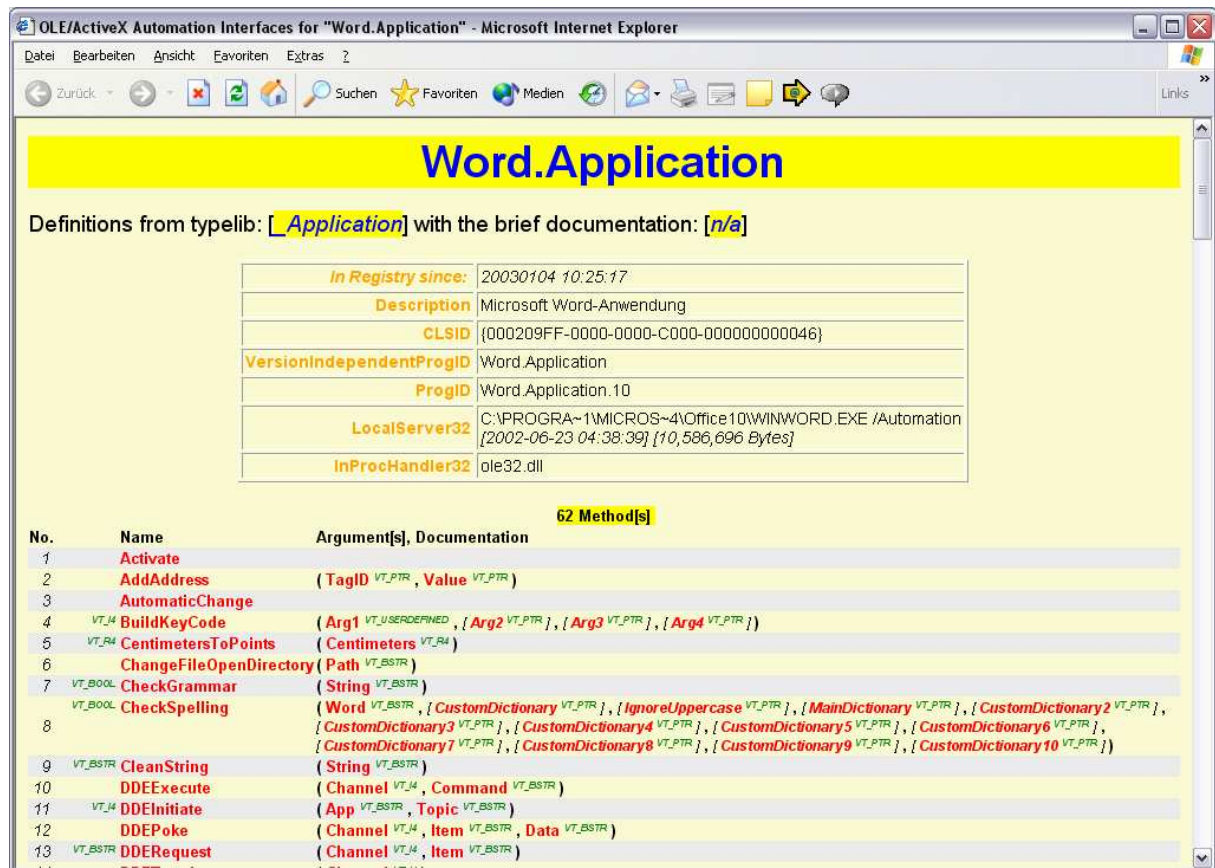 OLE/ActiveX Automation Interfaces for "Word.Application" - Microsoft Internet Explorer
Datei Bearbeiten Ansicht Favoriten Extras ?
Zurück Suchen Favoriten Medien Links »
Word.Application
Definitions from typelib: [_Application] with the brief documentation: [n/a]
In Registry since: 20030104 10:25:17
Description Microsoft Word-Anwendung
CLSID {000209FF-0000-0000-C000-000000000046}
VersionIndependentProgID Word.Application
ProgID Word.Application.10
LocalServer32 C:\PROGRA~1\MICROS~4\Office10\WINWORD.EXE /Automation
[2002-06-23 04:38:39] [10,586,696 Bytes]
InProcHandler32 ole32.dll
62 Method[s]
No. Name Argument[s], Documentation
1 Activate
2 AddAddress ( TagID VT_PTR , Value VT_PTR )
3 AutomaticChange
4 VT_I4 BuildKeyCode ( Arg1 VT_USERDEFINED , [ Arg2 VT_PTR ] , [ Arg3 VT_PTR ] , [ Arg4 VT_PTR ] )
5 VT_R4 CentimetersToPoints ( Centimeters VT_R4 )
6 ChangeFileOpenDirectory ( Path VT_BSTR )
7 VT_BOOL CheckGrammar ( String VT_BSTR )
8 VT_BOOL CheckSpelling ( Word VT_BSTR , [ CustomDictionary VT_PTR ] , [ IgnoreUppercase VT_PTR ] , [ MainDictionary VT_PTR ] , [ CustomDictionary2 VT_PTR ] ,
[ CustomDictionary3 VT_PTR ] , [ CustomDictionary4 VT_PTR ] , [ CustomDictionary5 VT_PTR ] , [ CustomDictionary6 VT_PTR ] ,
[ CustomDictionary7 VT_PTR ] , [ CustomDictionary8 VT_PTR ] , [ CustomDictionary9 VT_PTR ] , [ CustomDictionary10 VT_PTR ] )
9 VT_BSTR CleanString ( String VT_BSTR )
10 DDEExecute ( Channel VT_I4 , Command VT_BSTR )
11 VT_I4 DDEInitiate ( App VT_BSTR , Topic VT_BSTR )
12 DDEPoke ( Channel VT_I4 , Item VT_BSTR , Data VT_BSTR )
13 VT_BSTR DDERequest ( Channel VT_I4 , Item VT_BSTR )